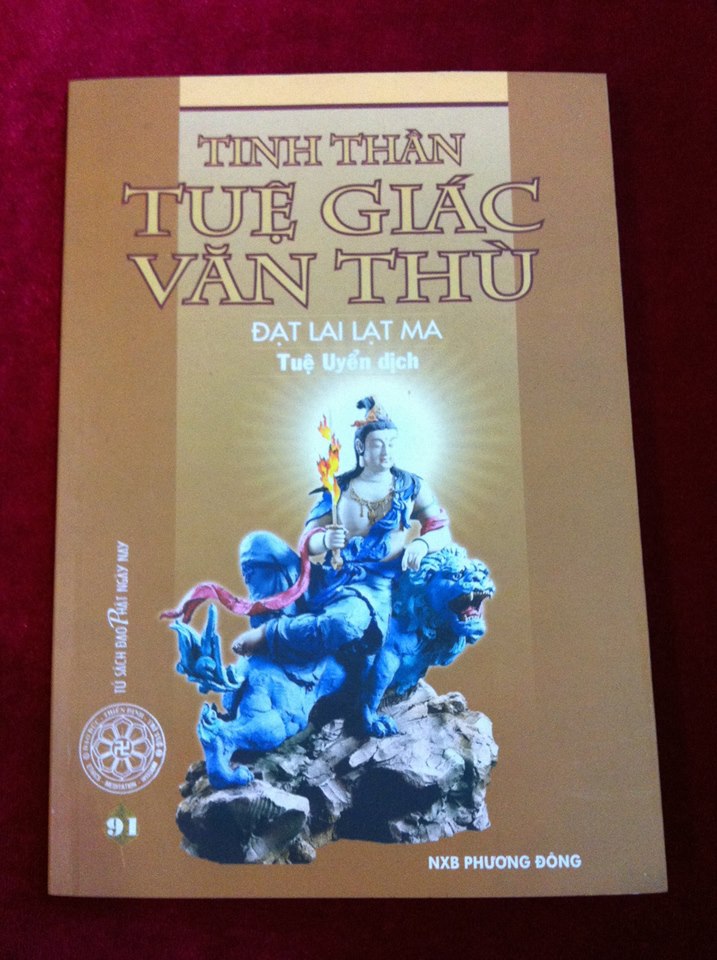 TINH THẦN
TUỆ GIÁC
VĂN THÙ
ĐẠT LAI LẠT MA
Tuệ Uyển dịch
TỦ SÁCH ĐẠO PHẬT NGÀY NAY
MEDITATION
91
NXB PHƯƠNG ĐÔNG